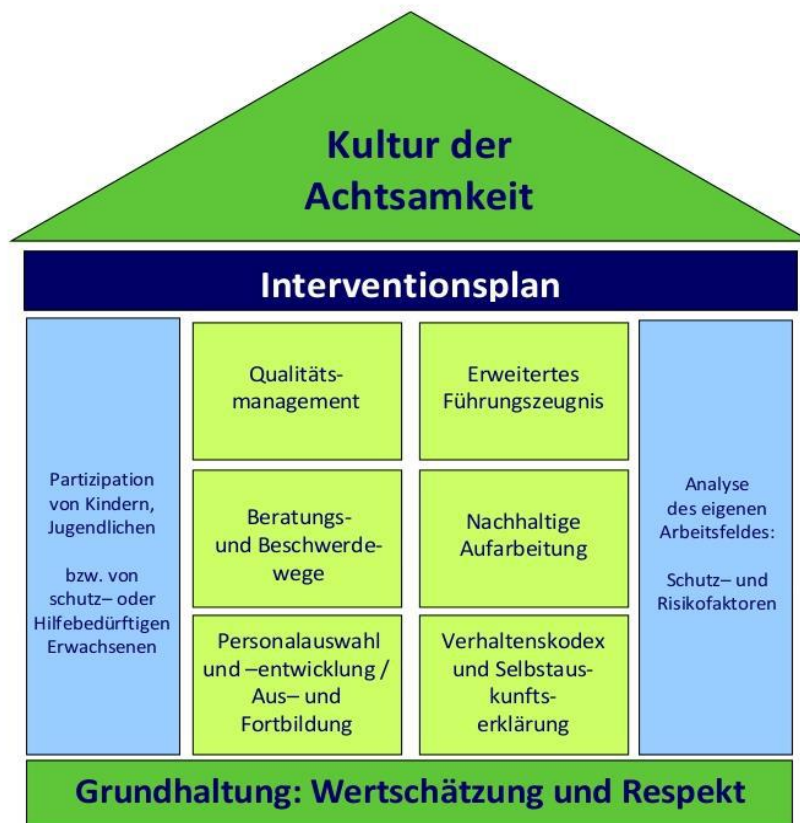 Kultur der
Achtsamkeit
Interventionsplan
Partizipation
von Kindern,
Jugendlichen
bzw. von
schutz– oder
Hilfebedürftigen
Erwachsenen
Qualitäts-
management
Erweitertes
Führungszeugnis
Beratungs-
und Beschwerde-
wege
Nachhaltige
Aufarbeitung
Personalauswahl
und –entwicklung /
Aus– und
Fortbildung
Verhaltenskodex
und Selbstaus-
kunfts-
erklärung
Analyse
des eigenen
Arbeitsfeldes:
Schutz– und
Risikofaktoren
Grundhaltung: Wertschätzung und Respekt